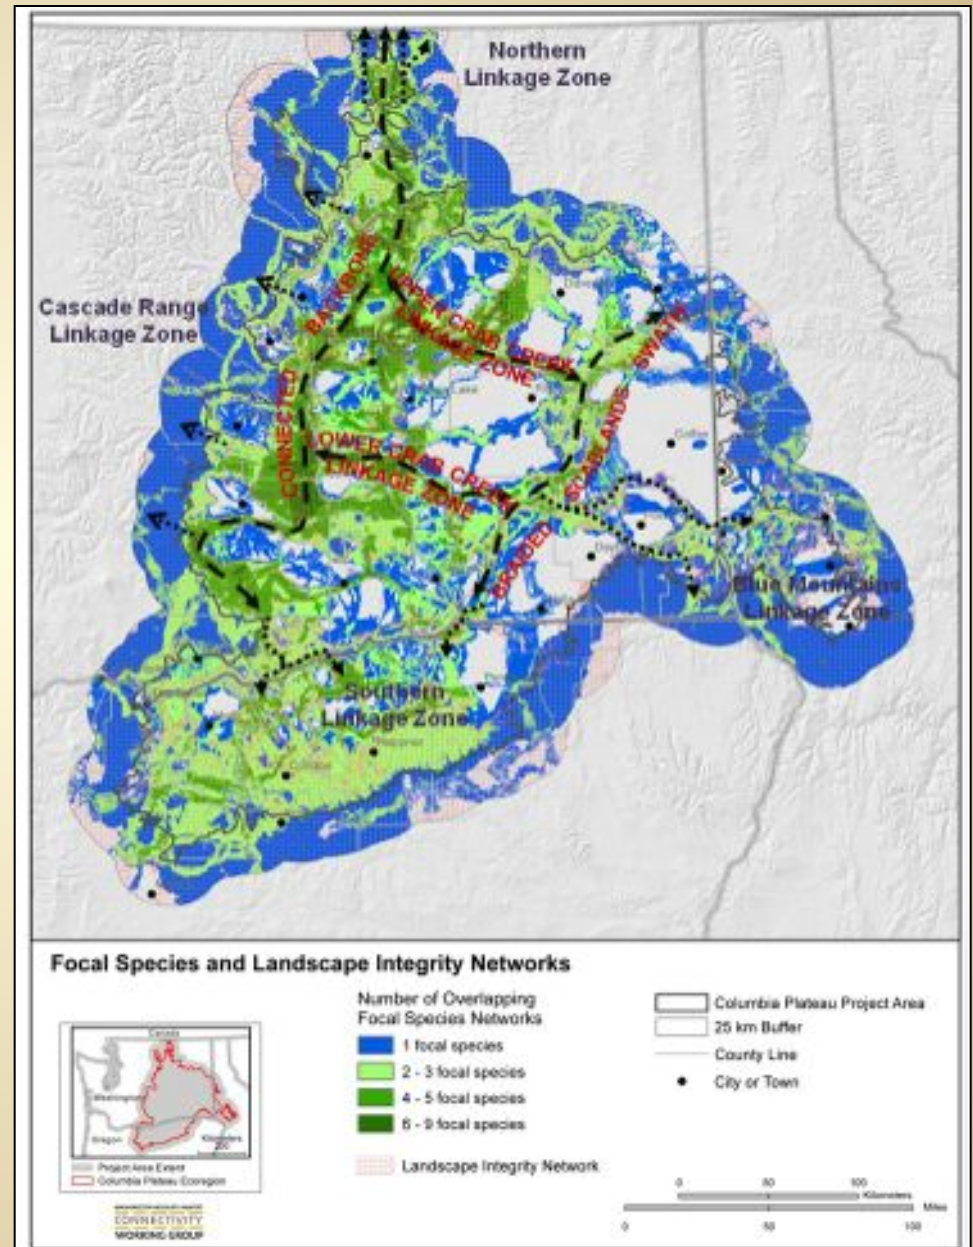 Northern
Linkage Zone
Cascade Range
Linkage Zone
CONNECTED BACKBONE
UPPER CRAB CREEK
LINKAGE ZONE
LOWER CRAB CREEK
LINKAGE ZONE
BRAIDED SCABLANDS SWATH
Blue Mountains
Linkage Zone
Southern
Linkage Zone
Focal Species and Landscape Integrity Networks
Number of Overlapping
Focal Species Networks
1 focal species
2 - 3 focal species
4 - 5 focal species
6 - 9 focal species
Landscape Integrity Network
Columbia Plateau Project Area
25 km Buffer
County Line
City or Town
Canada
Washington
Oregon
Kilometers
200
Project Area Extent
Columbia Plateau Ecoregion
CONNECTIVITY
WORKING GROUP
0 50 100
Kilometers
Miles
0 50 100